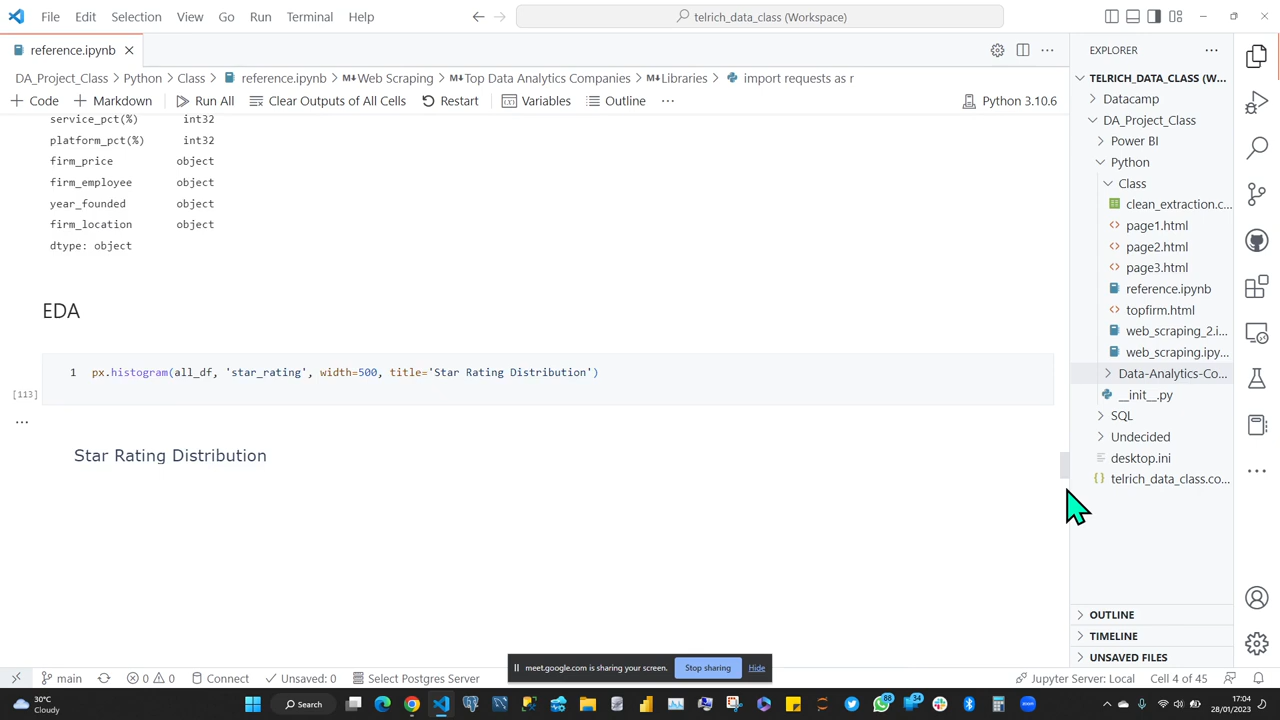 File Edit Selection View Go Run Terminal Help
telrich_data_class (Workspace)
reference.ipynb
DA_Project_Class > Python > Class > reference.ipynb > Web Scraping > Top Data Analytics Companies > Libraries > import requests as r
Code Markdown Run All Clear Outputs of All Cells Restart Variables Outline ... Python 3.10.6
service_pct(%) int32
platform_pct(%) int32
firm_price object
firm_employee object
year_founded object
firm_location object
dtype: object
EDA
1 px.histogram(all_df, 'star_rating', width=500, title='Star Rating Distribution')
[113]
...
Star Rating Distribution
EXPLORER
TELRICH_DATA_CLASS (W...
Datacamp
DA_Project_Class
Power BI
Python
Class
clean_extraction.c...
page1.html
page2.html
page3.html
reference.ipynb
topfirm.html
web_scraping_2.i...
web_scraping.ipy...
Data-Analytics-Co...
__init__.py
SQL
Undecided
desktop.ini
telrich_data_class.co...
OUTLINE
TIMELINE
UNSAVED FILES
meet.google.com is sharing your screen. Stop sharing Hide
main 0 0 Connect Unsaved: 0 Select Postgres Server Jupyter Server: Local Cell 4 of 45
30°C
Cloudy
Search
88
34
17:04
28/01/2023